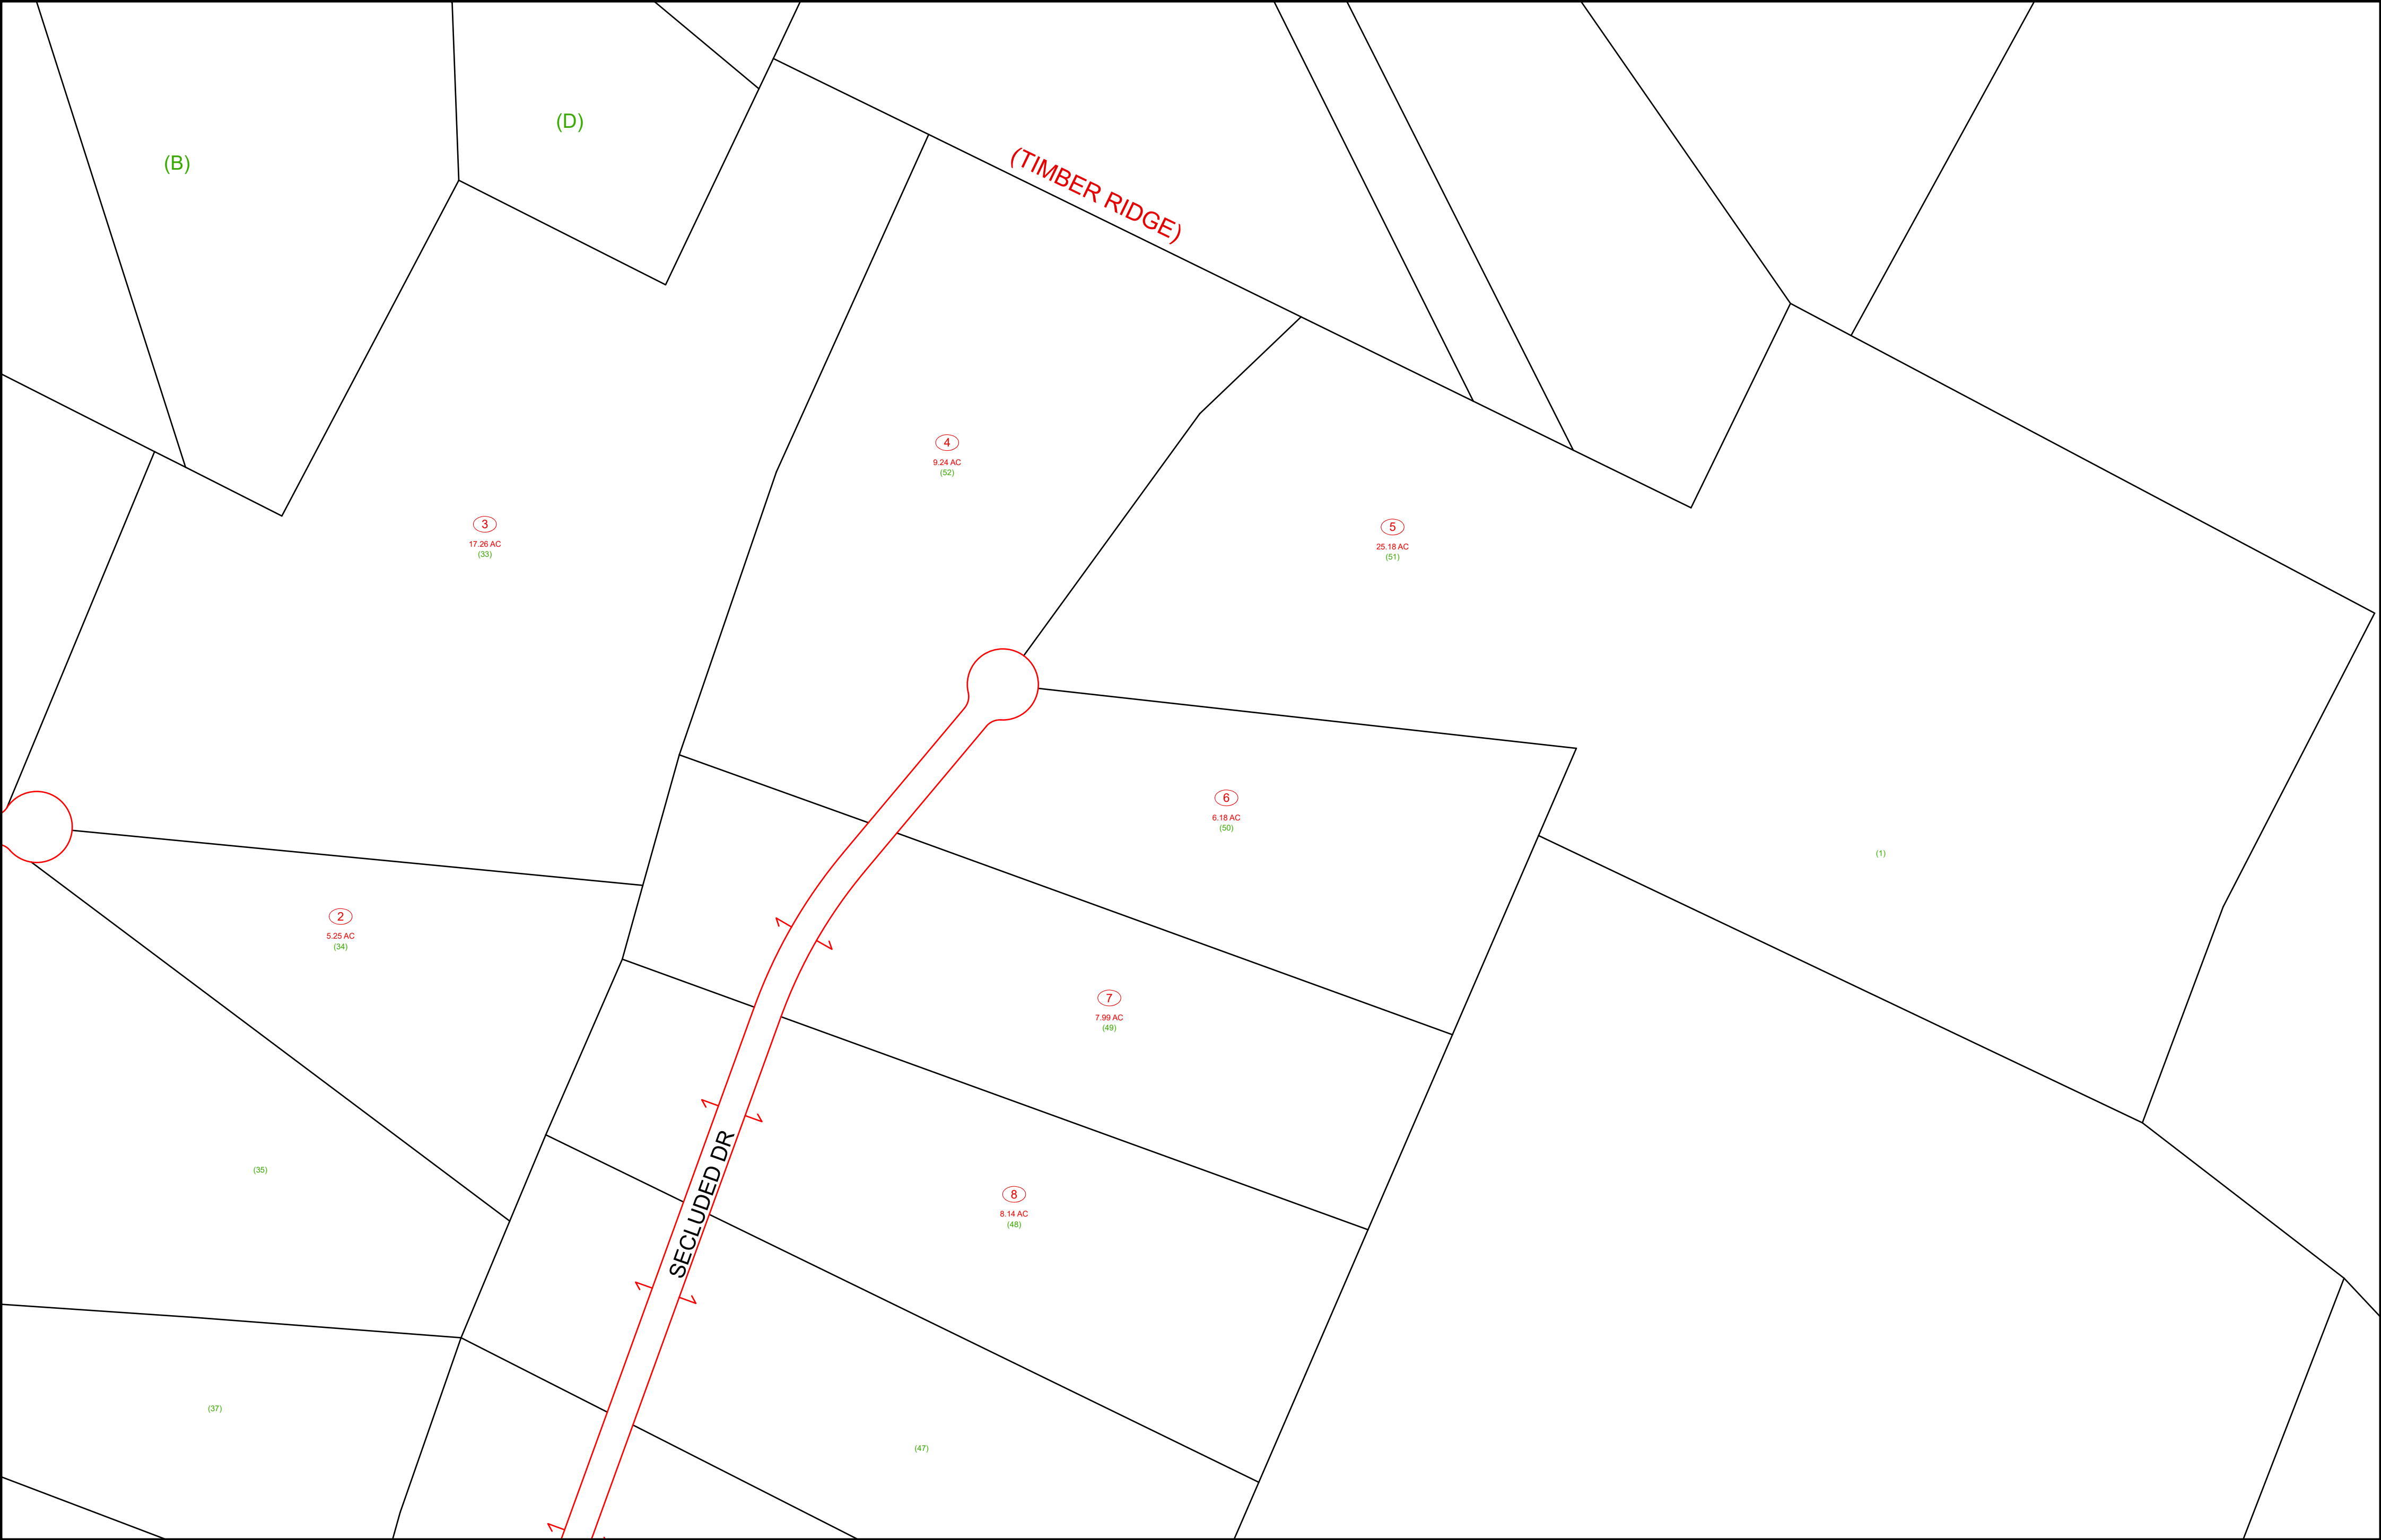 (D)
(B)
(TIMBER RIDGE)
4
9.24 AC
(52)
3
17.26 AC
(33)
5
25.18 AC
(51)
6
6.18 AC
(50)
(1)
2
5.25 AC
(34)
7
7.99 AC
(49)
(35)
8
8.14 AC
(48)
SECLUDED DR
(37)
(47)